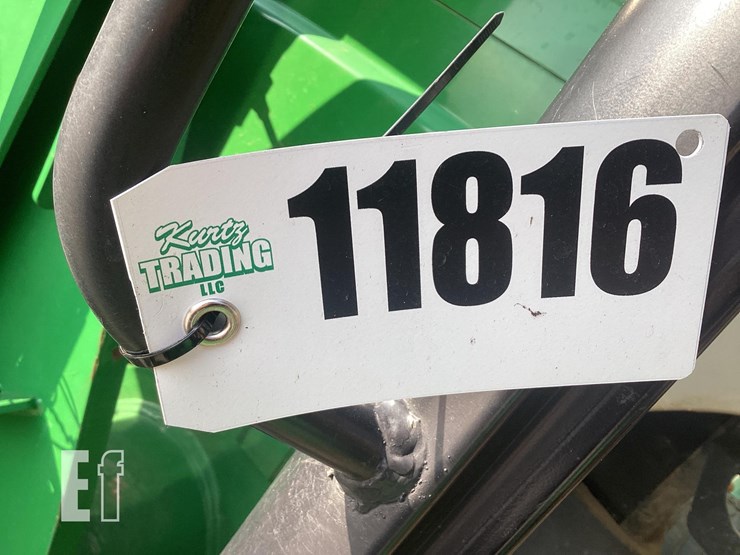 Kurtz
TRADING
LLC
11816
Ef